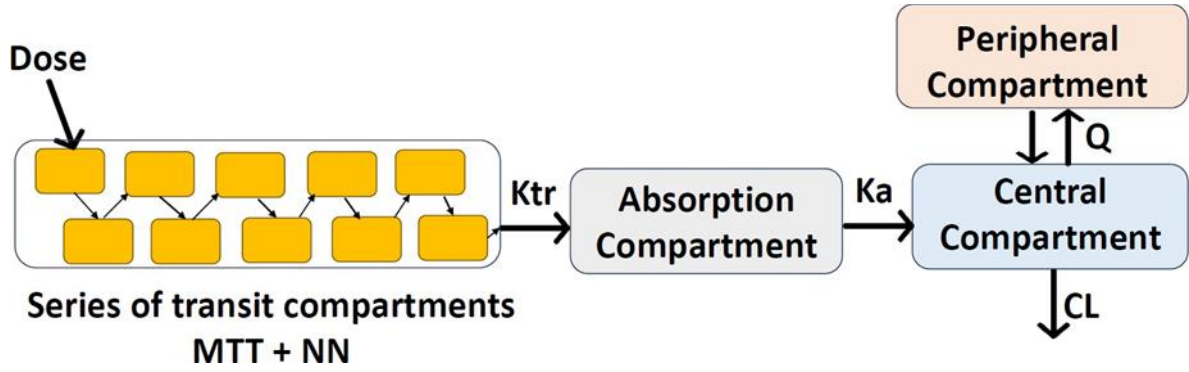 Dose
Series of transit compartments
MTT + NN
Ktr
Absorption
Compartment
Ka
Peripheral
Compartment
Q
Central
Compartment
CL